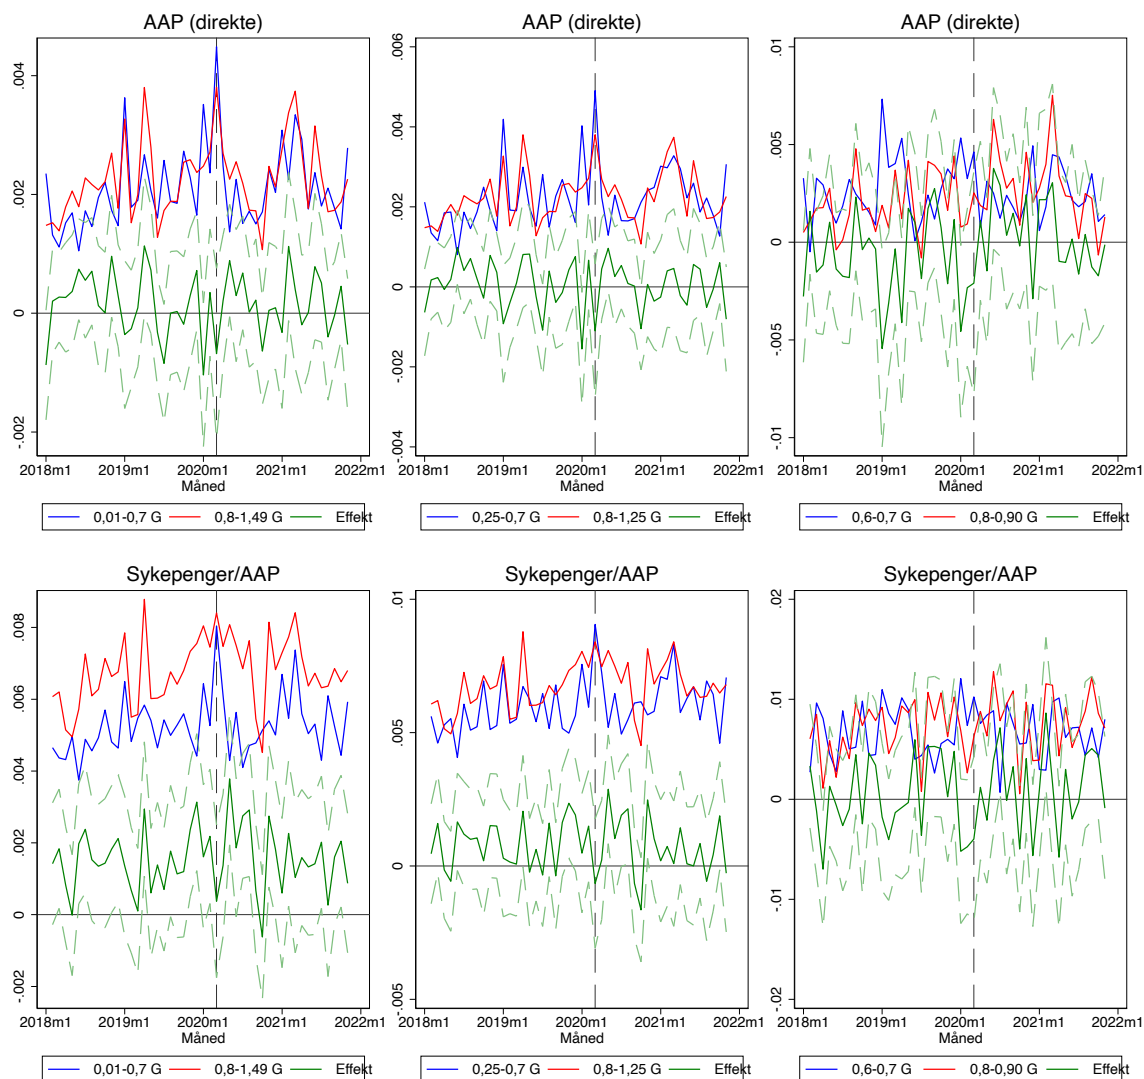 AAP (direkte)
.004
.002
0
-.002
2018m1 2019m1 2020m1 2021m1 2022m1
Måned
0,01-0,7 G 0,8-1,49 G Effekt
AAP (direkte)
.006
.004
.002
0
-.002
-.004
2018m1 2019m1 2020m1 2021m1 2022m1
Måned
0,25-0,7 G 0,8-1,25 G Effekt
AAP (direkte)
.01
.005
0
-.005
-.01
2018m1 2019m1 2020m1 2021m1 2022m1
Måned
0,6-0,7 G 0,8-0,90 G Effekt
Sykepenger/AAP
.008
.006
.004
.002
0
-.002
2018m1 2019m1 2020m1 2021m1 2022m1
Måned
0,01-0,7 G 0,8-1,49 G Effekt
Sykepenger/AAP
.01
.005
0
-.005
2018m1 2019m1 2020m1 2021m1 2022m1
Måned
0,25-0,7 G 0,8-1,25 G Effekt
Sykepenger/AAP
.02
.01
0
-.01
-.02
2018m1 2019m1 2020m1 2021m1 2022m1
Måned
0,6-0,7 G 0,8-0,90 G Effekt